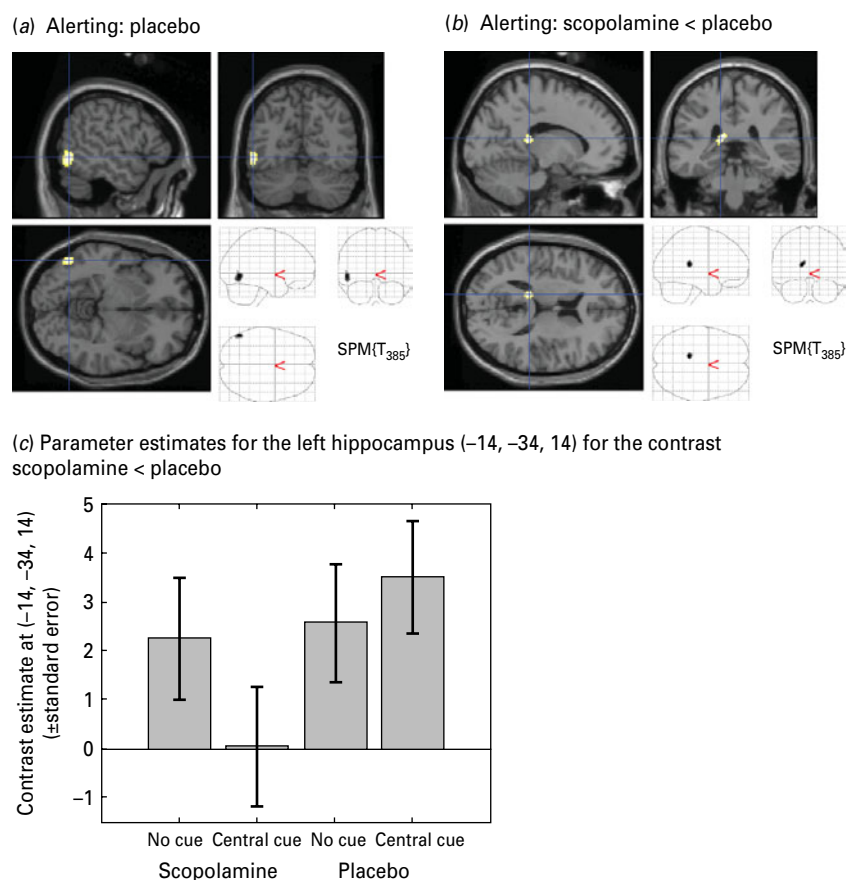 (a) Alerting: placebo
(b) Alerting: scopolamine < placebo
SPM{T385}
SPM{T385}
(c) Parameter estimates for the left hippocampus (–14, –34, 14) for the contrast
scopolamine < placebo
Contrast estimate at (–14, –34, 14)
(±standard error)
5
4
3
2
1
0
–1
No cue Central cue No cue Central cue
Scopolamine Placebo